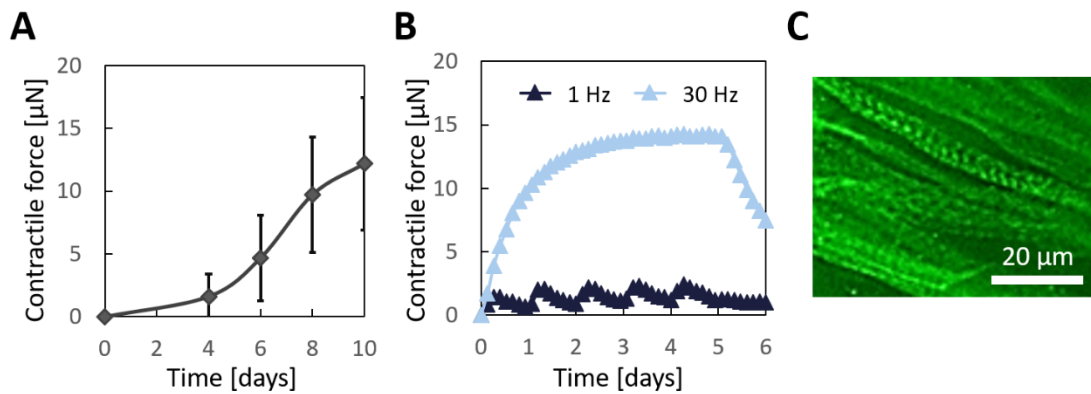 A
Contractile force [µN]
20
15
10
5
0
0 2 4 6 8 10
Time [days]
B
Contractile force [µN]
20
15
10
5
0
1 Hz 30 Hz
0 1 2 3 4 5 6
Time [days]
C
20 µm